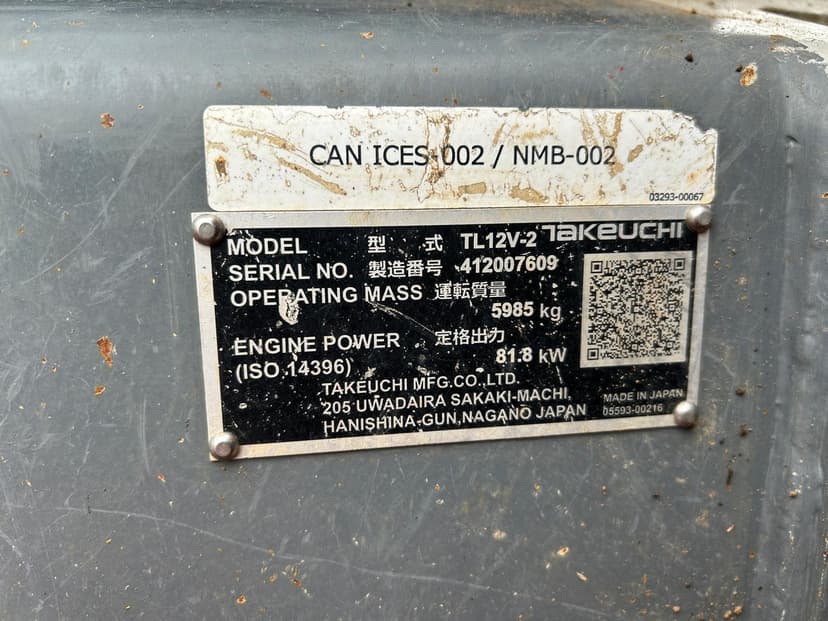 CAN ICES-002 / NMB-002
03293-00067
MODEL 型 式 TL12V-2 TAKEUCHI
SERIAL NO. 製造番号 412007609
OPERATING MASS 運転質量
5985 kg
ENGINE POWER 定格出力
(ISO 14396) 81.8 kW
TAKEUCHI MFG.CO.,LTD.
205 UWADAIRA SAKAKI-MACHI,
HANISHINA-GUN,NAGANO JAPAN
MADE IN JAPAN
05593-00216